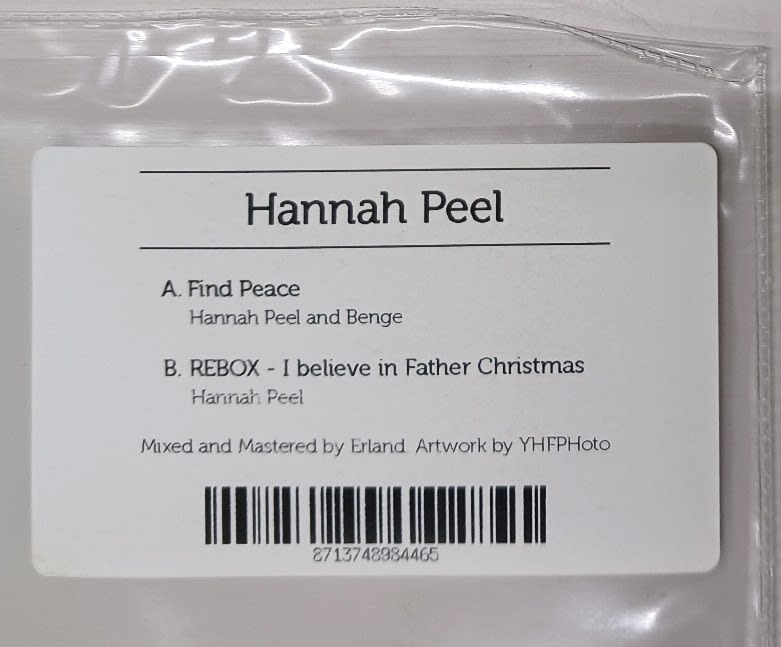 Hannah Peel
A. Find Peace
Hannah Peel and Benge
B. REBOX - I believe in Father Christmas
Hannah Peel
Mixed and Mastered by Erland Artwork by YHFPHoto
8713748984465